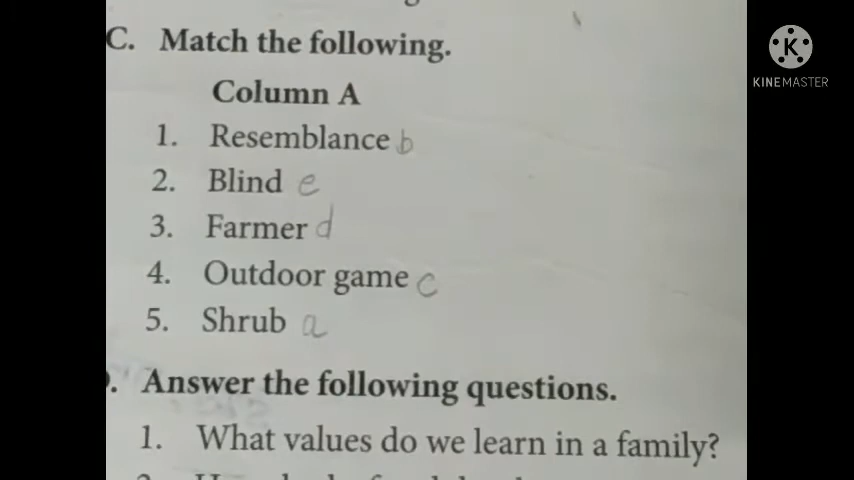 C. Match the following.
Column A
1. Resemblance b
2. Blind e
3. Farmer d
4. Outdoor game c
5. Shrub a
. Answer the following questions.
1. What values do we learn in a family?
K
KINEMASTER